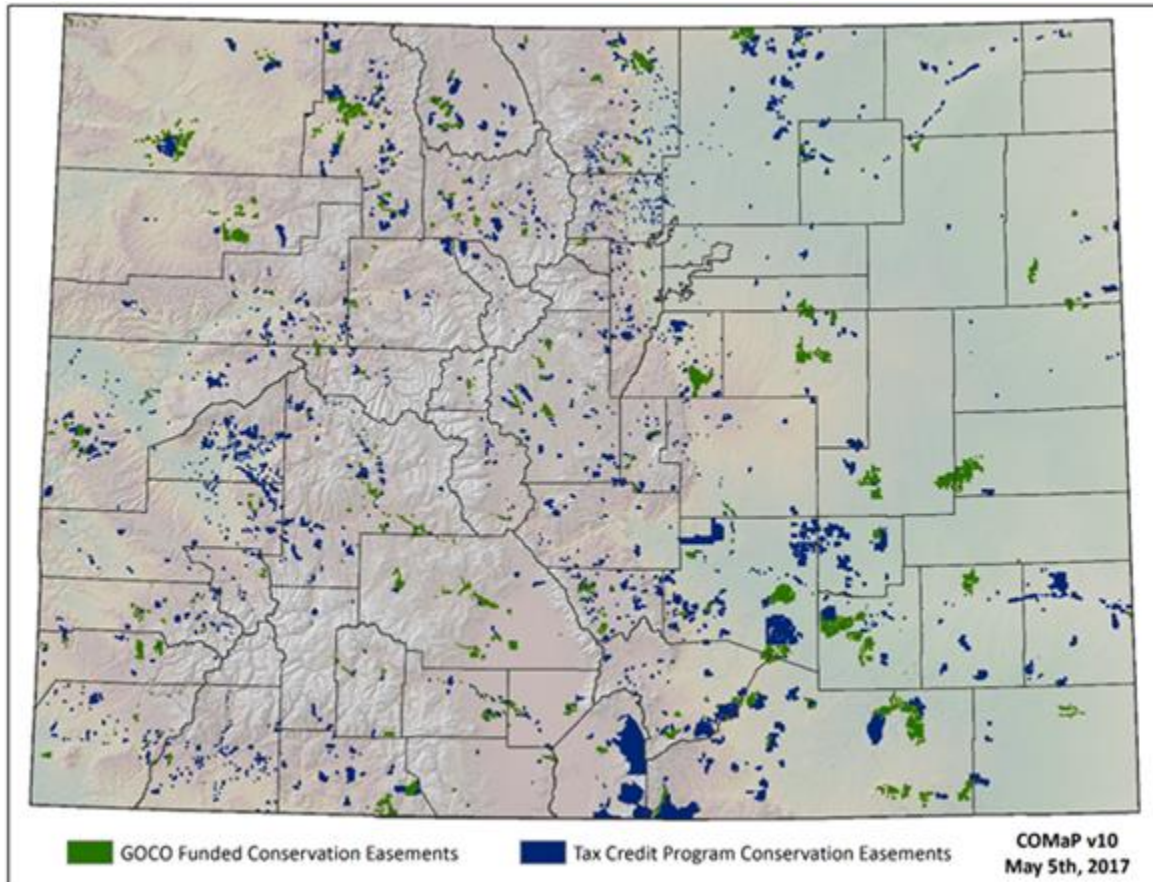 GOCO Funded Conservation Easements
Tax Credit Program Conservation Easements
COMaP v10
May 5th, 2017